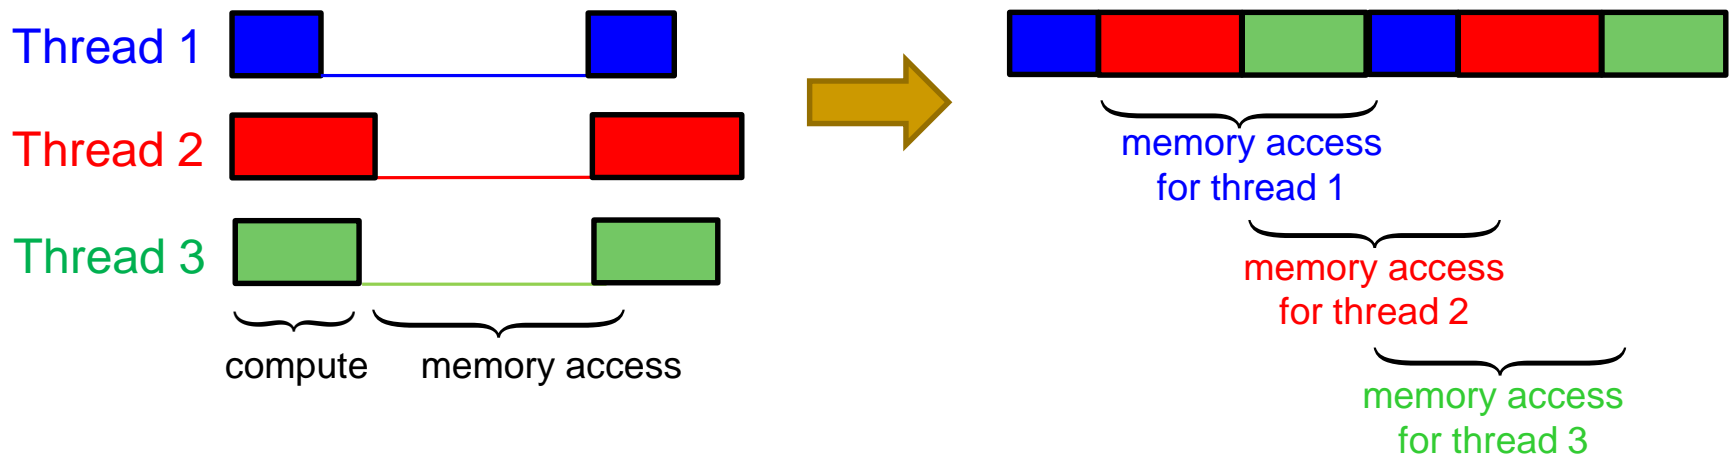 Thread 1
Thread 2
Thread 3
compute
memory access
memory access
for thread 1
memory access
for thread 2
memory access
for thread 3